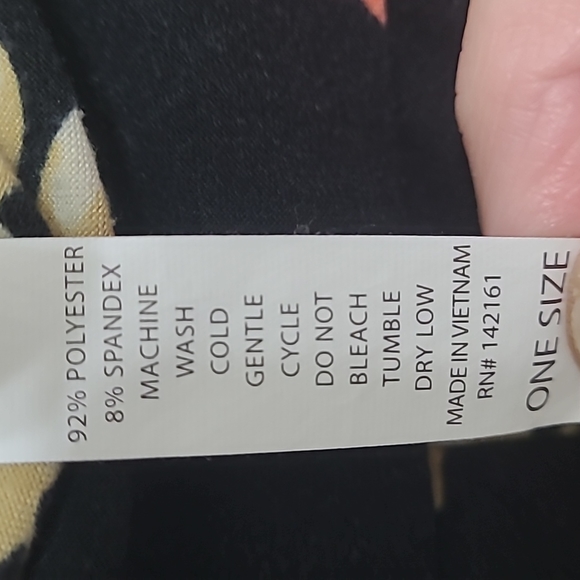 92% POLYESTER
8% SPANDEX
MACHINE
WASH
COLD
GENTLE
CYCLE
DO NOT
BLEACH
TUMBLE
DRY LOW
MADE IN VIETNAM
RN# 142161
ONE SIZE